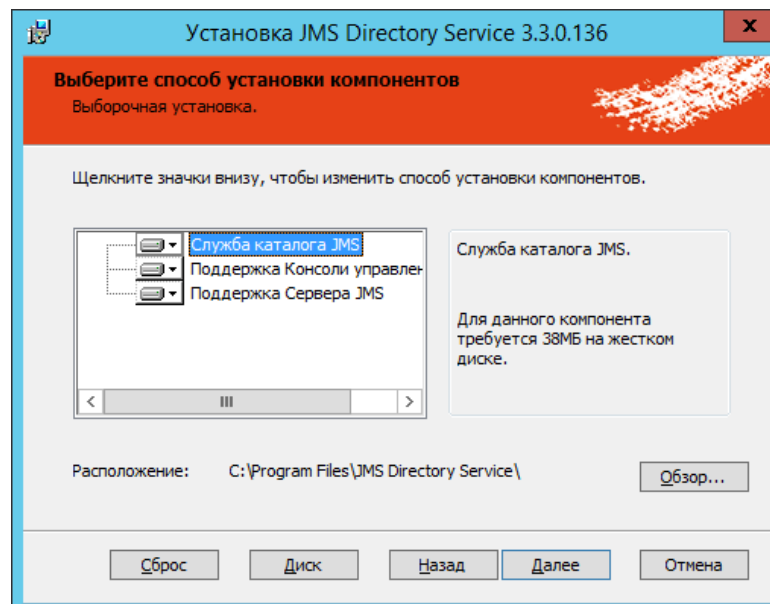 Установка JMS Directory Service 3.3.0.136
x
Выберите способ установки компонентов
Выборочная установка.
Щелкните значки внизу, чтобы изменить способ установки компонентов.
Служба каталога JMS
Поддержка Консоли управлен
Поддержка Сервера JMS
Служба каталога JMS.
Для данного компонента
требуется 38МБ на жестком
диске.
Расположение: C:\Program Files\JMS Directory Service\
Обзор...
Сброс Диск Назад Далее Отмена